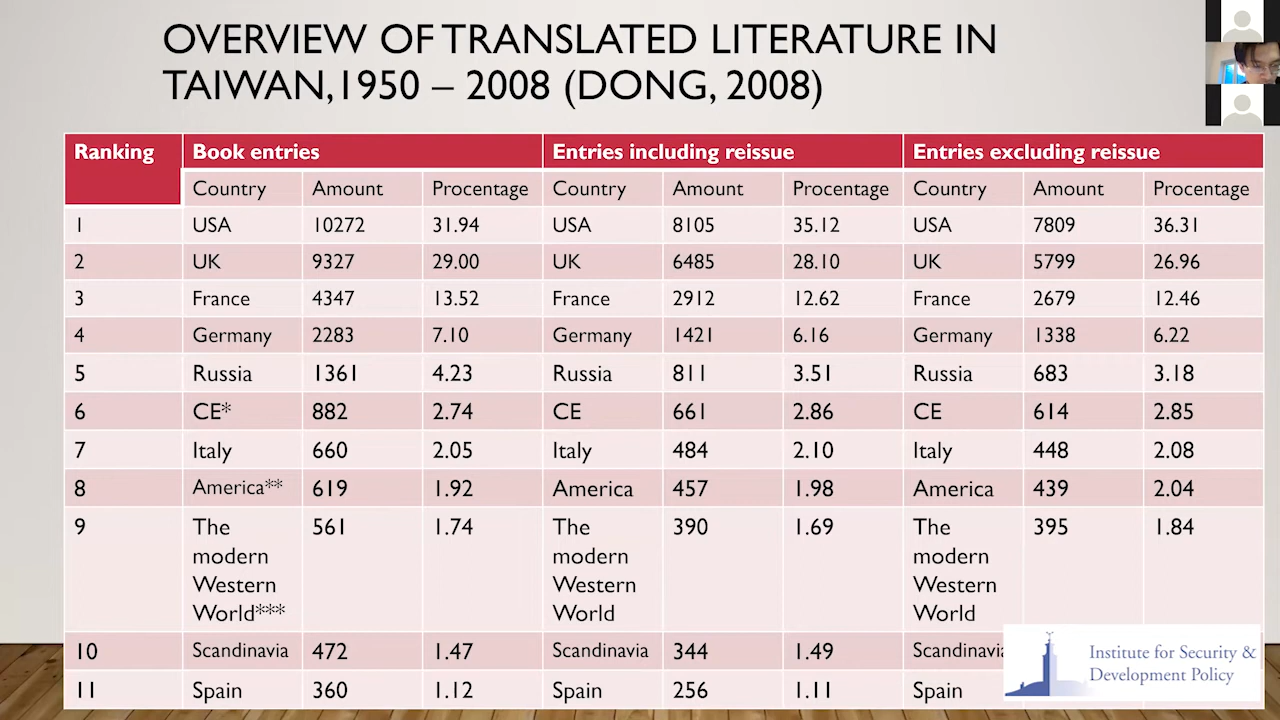 OVERVIEW OF TRANSLATED LITERATURE IN
TAIWAN,1950 – 2008 (DONG, 2008)
Ranking Book entries Entries including reissue Entries excluding reissue
Country Amount Procentage Country Amount Procentage Country Amount Procentage
1 USA 10272 31.94 USA 8105 35.12 USA 7809 36.31
2 UK 9327 29.00 UK 6485 28.10 UK 5799 26.96
3 France 4347 13.52 France 2912 12.62 France 2679 12.46
4 Germany 2283 7.10 Germany 1421 6.16 Germany 1338 6.22
5 Russia 1361 4.23 Russia 811 3.51 Russia 683 3.18
6 CE* 882 2.74 CE 661 2.86 CE 614 2.85
7 Italy 660 2.05 Italy 484 2.10 Italy 448 2.08
8 America** 619 1.92 America 457 1.98 America 439 2.04
9 The 561 1.74 The 390 1.69 The 395 1.84
modern modern modern
Western Western Western
World*** World World
10 Scandinavia 472 1.47 Scandinavia 344 1.49 Scandinavia
11 Spain 360 1.12 Spain 256 1.11 Spain
Institute for Security &
Development Policy